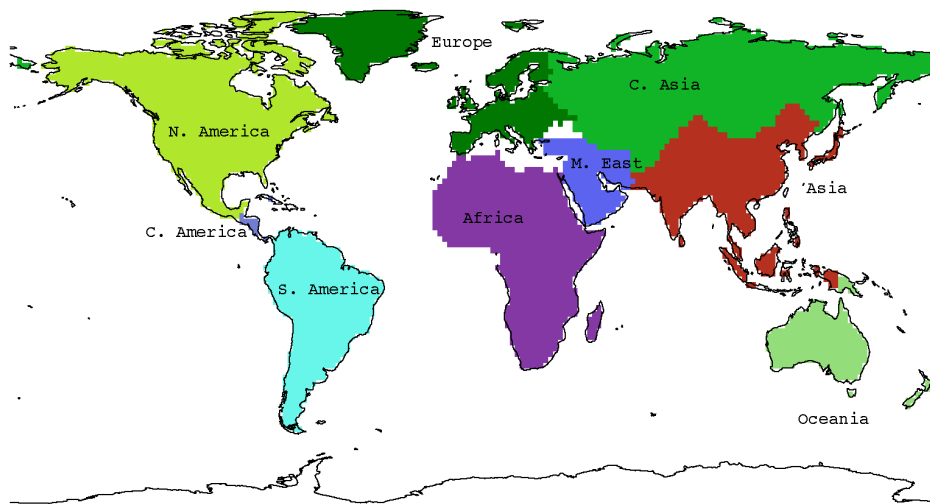 Europe
C. Asia
N. America
M. East
'Asia
Africa
C. America
S. America
Oceania